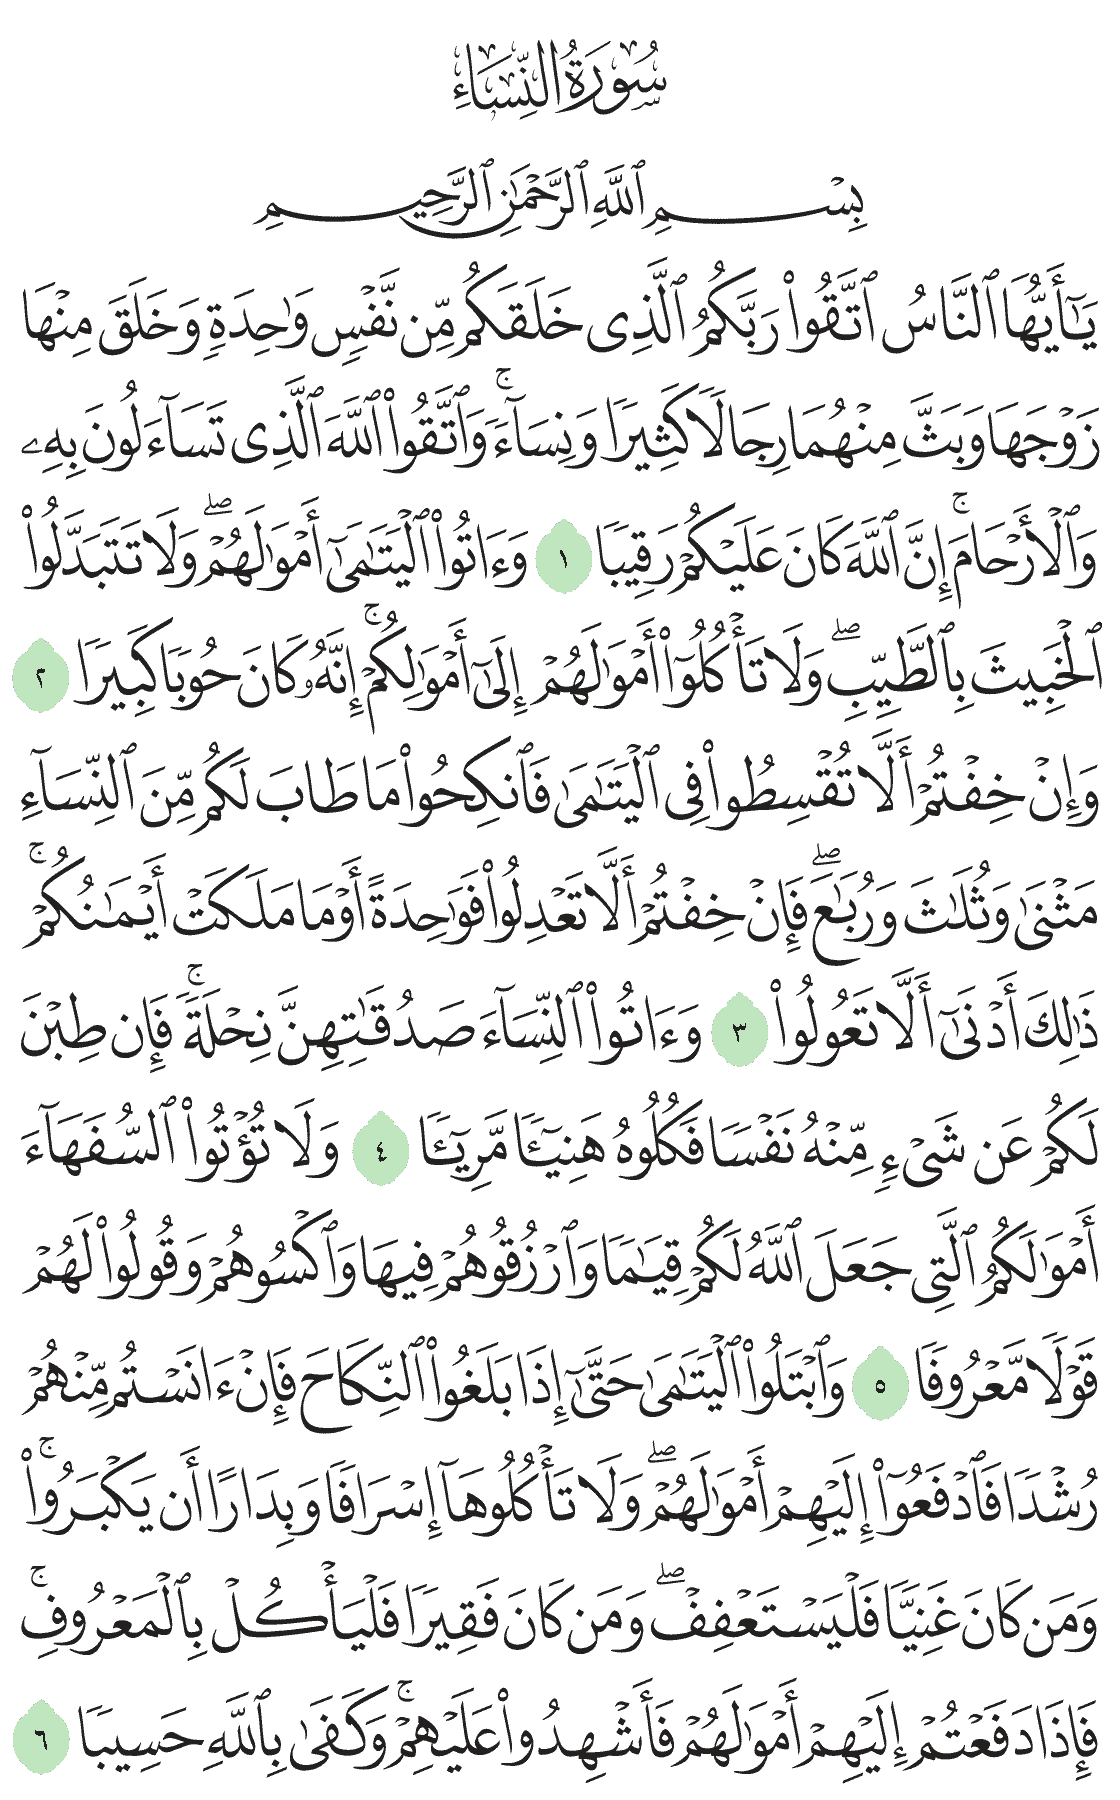 سُورَةُ النِّسَاءِ
بِسْمِ ٱللَّهِ ٱلرَّحْمَٰنِ ٱلرَّحِيمِ
يَٰٓأَيُّهَا ٱلنَّاسُ ٱتَّقُوا۟ رَبَّكُمُ ٱلَّذِى خَلَقَكُم مِّن نَّفْسٍ وَٰحِدَةٍ وَخَلَقَ مِنْهَا
زَوْجَهَا وَبَثَّ مِنْهُمَا رِجَالًا كَثِيرًا وَنِسَآءً ۚ وَٱتَّقُوا۟ ٱللَّهَ ٱلَّذِى تَسَآءَلُونَ بِهِۦ
وَٱلْأَرْحَامَ ۚ إِنَّ ٱللَّهَ كَانَ عَلَيْكُمْ رَقِيبًا ١ وَءَاتُوا۟ ٱلْيَتَٰمَىٰٓ أَمْوَٰلَهُمْ ۖ وَلَا تَتَبَدَّلُوا۟
ٱلْخَبِيثَ بِٱلطَّيِّبِ ۖ وَلَا تَأْكُلُوٓا۟ أَمْوَٰلَهُمْ إِلَىٰٓ أَمْوَٰلِكُمْ ۚ إِنَّهُۥ كَانَ حُوبًا كَبِيرًا ٢
وَإِنْ خِفْتُمْ أَلَّا تُقْسِطُوا۟ فِى ٱلْيَتَٰمَىٰ فَٱنكِحُوا۟ مَا طَابَ لَكُم مِّنَ ٱلنِّسَآءِ
مَثْنَىٰ وَثُلَٰثَ وَرُبَٰعَ ۖ فَإِنْ خِفْتُمْ أَلَّا تَعْدِلُوا۟ فَوَٰحِدَةً أَوْ مَا مَلَكَتْ أَيْمَٰنُكُمْ ۚ
ذَٰلِكَ أَدْنَىٰٓ أَلَّا تَعُولُوا۟ ٣ وَءَاتُوا۟ ٱلنِّسَآءَ صَدُقَٰتِهِنَّ نِحْلَةً ۚ فَإِن طِبْنَ
لَكُمْ عَن شَىْءٍ مِّنْهُ نَفْسًا فَكُلُوهُ هَنِيٓـًٔا مَّرِيٓـًٔا ٤ وَلَا تُؤْتُوا۟ ٱلسُّفَهَآءَ
أَمْوَٰلَكُمُ ٱلَّتِى جَعَلَ ٱللَّهُ لَكُمْ قِيَٰمًا وَٱرْزُقُوهُمْ فِيهَا وَٱكْسُوهُمْ وَقُولُوا۟ لَهُمْ
قَوْلًا مَّعْرُوفًا ٥ وَٱبْتَلُوا۟ ٱلْيَتَٰمَىٰ حَتَّىٰٓ إِذَا بَلَغُوا۟ ٱلنِّكَاحَ فَإِنْ ءَانَسْتُم مِّنْهُمْ
رُشْدًا فَٱدْفَعُوٓا۟ إِلَيْهِمْ أَمْوَٰلَهُمْ ۖ وَلَا تَأْكُلُوهَآ إِسْرَافًا وَبِدَارًا أَن يَكْبَرُوا۟ ۚ
وَمَن كَانَ غَنِيًّا فَلْيَسْتَعْفِفْ ۖ وَمَن كَانَ فَقِيرًا فَلْيَأْكُلْ بِٱلْمَعْرُوفِ ۚ
فَإِذَا دَفَعْتُمْ إِلَيْهِمْ أَمْوَٰلَهُمْ فَأَشْهِدُوا۟ عَلَيْهِمْ ۚ وَكَفَىٰ بِٱللَّهِ حَسِيبًا ٦